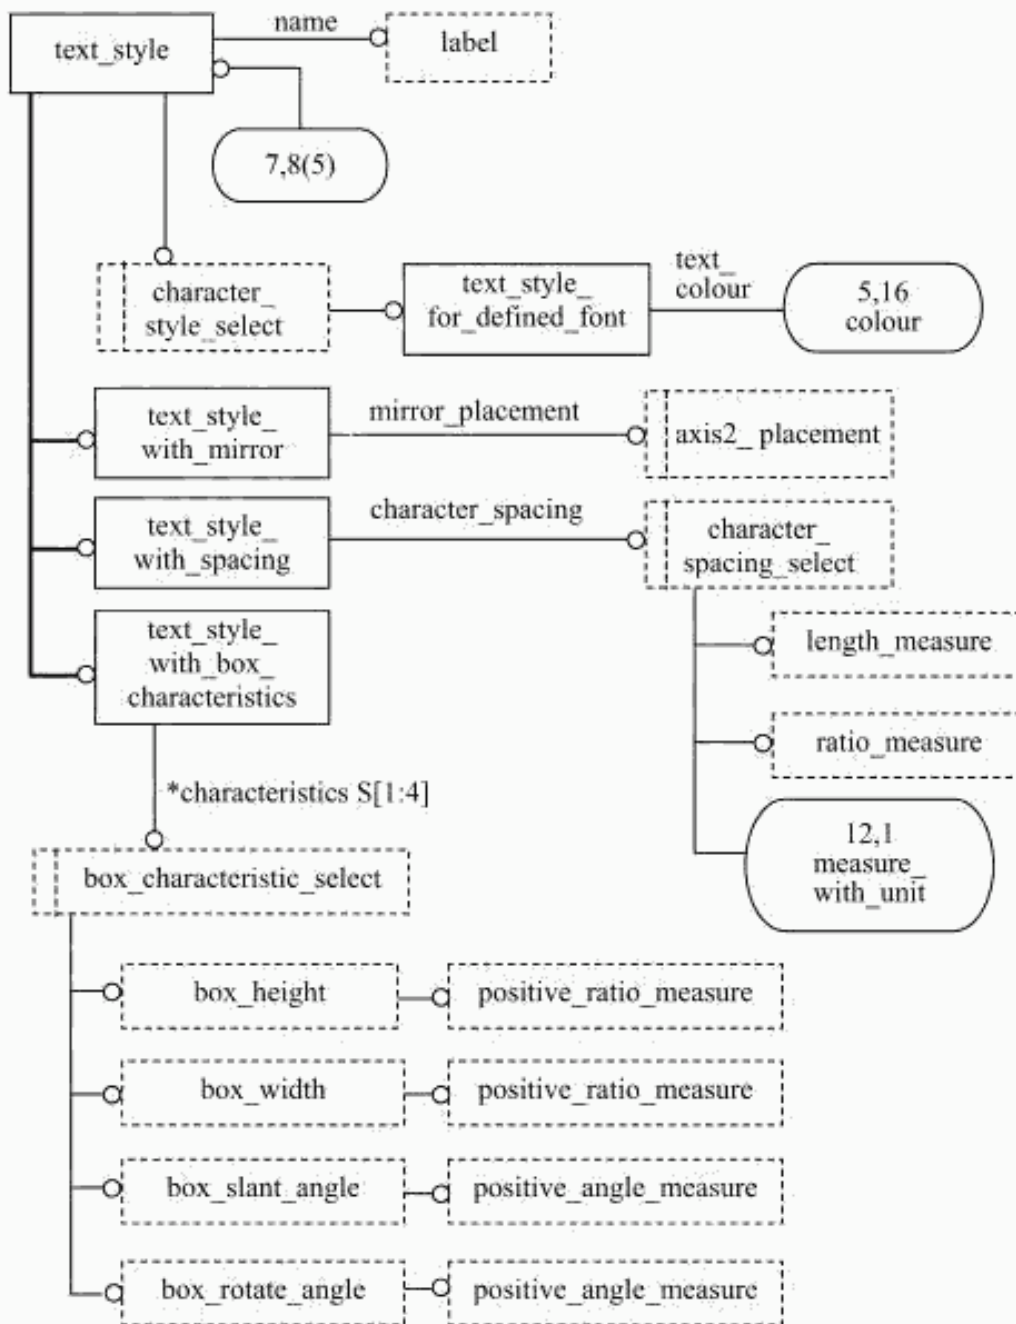 name
text_style
label
7,8(5)
character_
style_select
text_style_
for_defined_font
text_
colour
5,16
colour
text_style_
with_mirror
mirror_placement
axis2_ placement
text_style_
with_spacing
character_spacing
character_
spacing_select
text_style_
with_box_
characteristics
length_measure
ratio_measure
*characteristics S[1:4]
12,1
measure_
with_unit
box_characteristic_select
box_height
positive_ratio_measure
box_width
positive_ratio_measure
box_slant_angle
positive_angle_measure
box_rotate_angle
positive_angle_measure